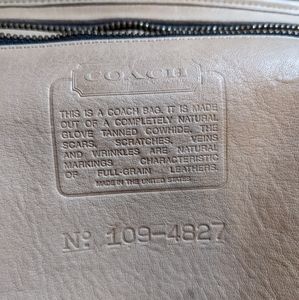 COACH
THIS IS A COACH BAG. IT IS MADE
OUT OF A COMPLETELY NATURAL
GLOVE TANNED COWHIDE, THE
SCARS, SCRATCHES, VEINS
AND WRINKLES ARE NATURAL
MARKINGS CHARACTERISTIC
OF FULL-GRAIN LEATHERS.
MADE IN THE UNITED STATES
No 109-4827